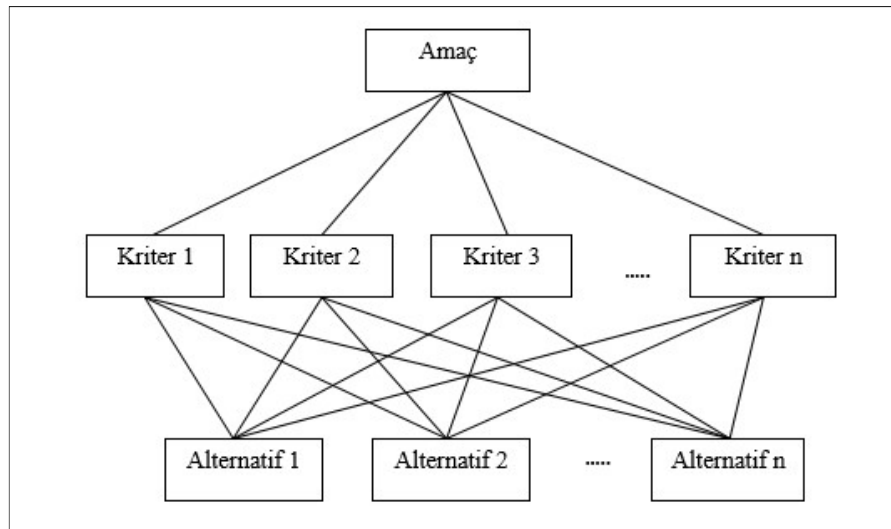 Amaç
Kriter 1
Kriter 2
Kriter 3
.....
Kriter n
Alternatif 1
Alternatif 2
.....
Alternatif n